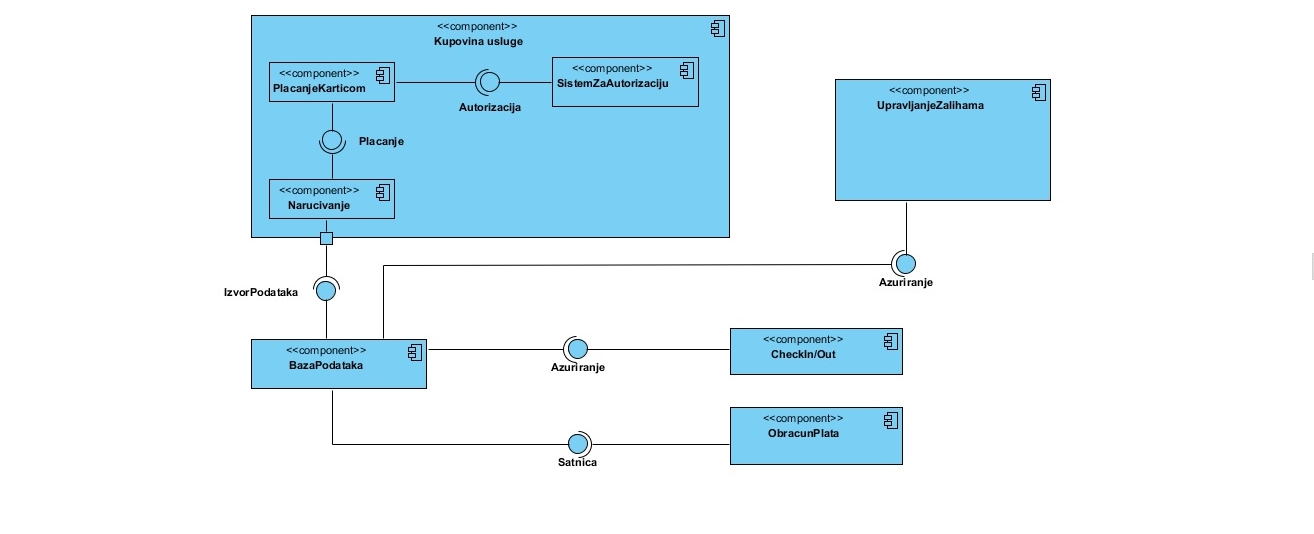 <<component>>
Kupovina usluge
<<component>>
PlacanjeKarticom
Autorizacija
<<component>>
SistemZaAutorizaciju
Placanje
<<component>>
Narucivanje
<<component>>
UpravljanjeZalihama
IzvorPodataka
Azuriranje
<<component>>
BazaPodataka
Azuriranje
<<component>>
CheckIn/Out
Satnica
<<component>>
ObracunPlata